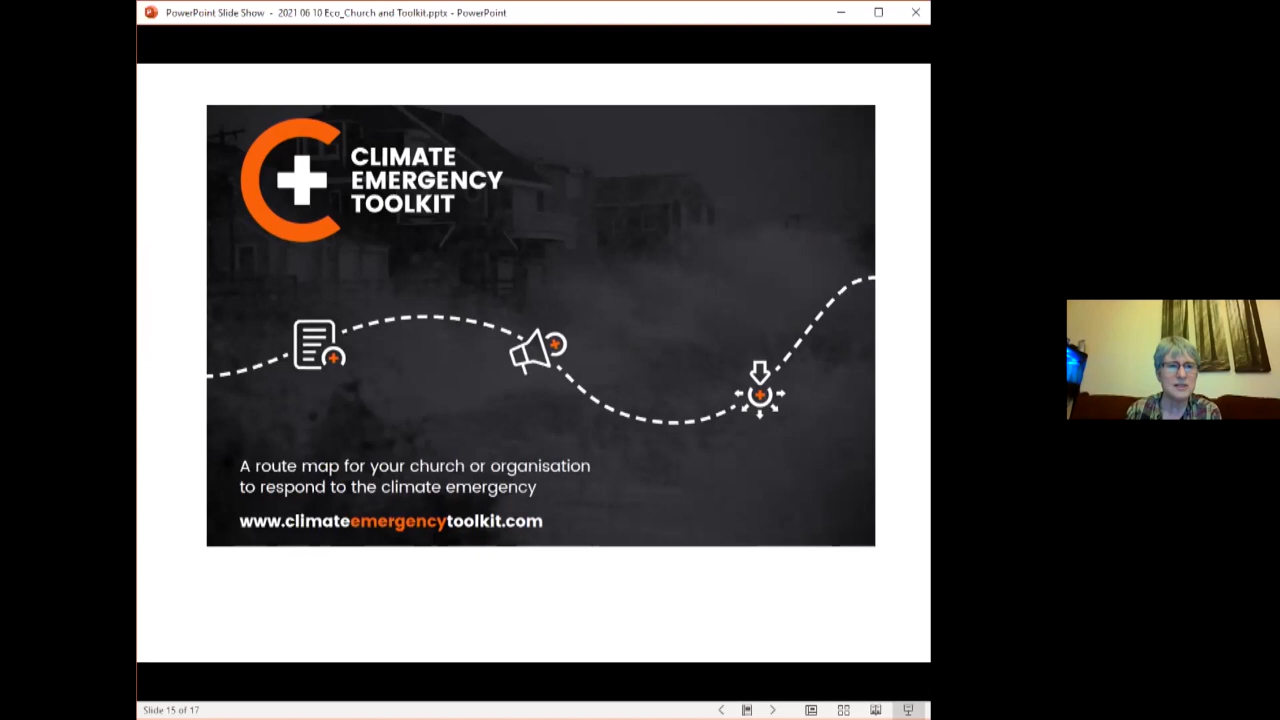 PowerPoint Slide Show - 2021 06 10 Eco_Church and Toolkit.pptx - PowerPoint
CLIMATE
EMERGENCY
TOOLKIT
A route map for your church or organisation
to respond to the climate emergency
www.climateemergencytoolkit.com
Slide 15 of 17